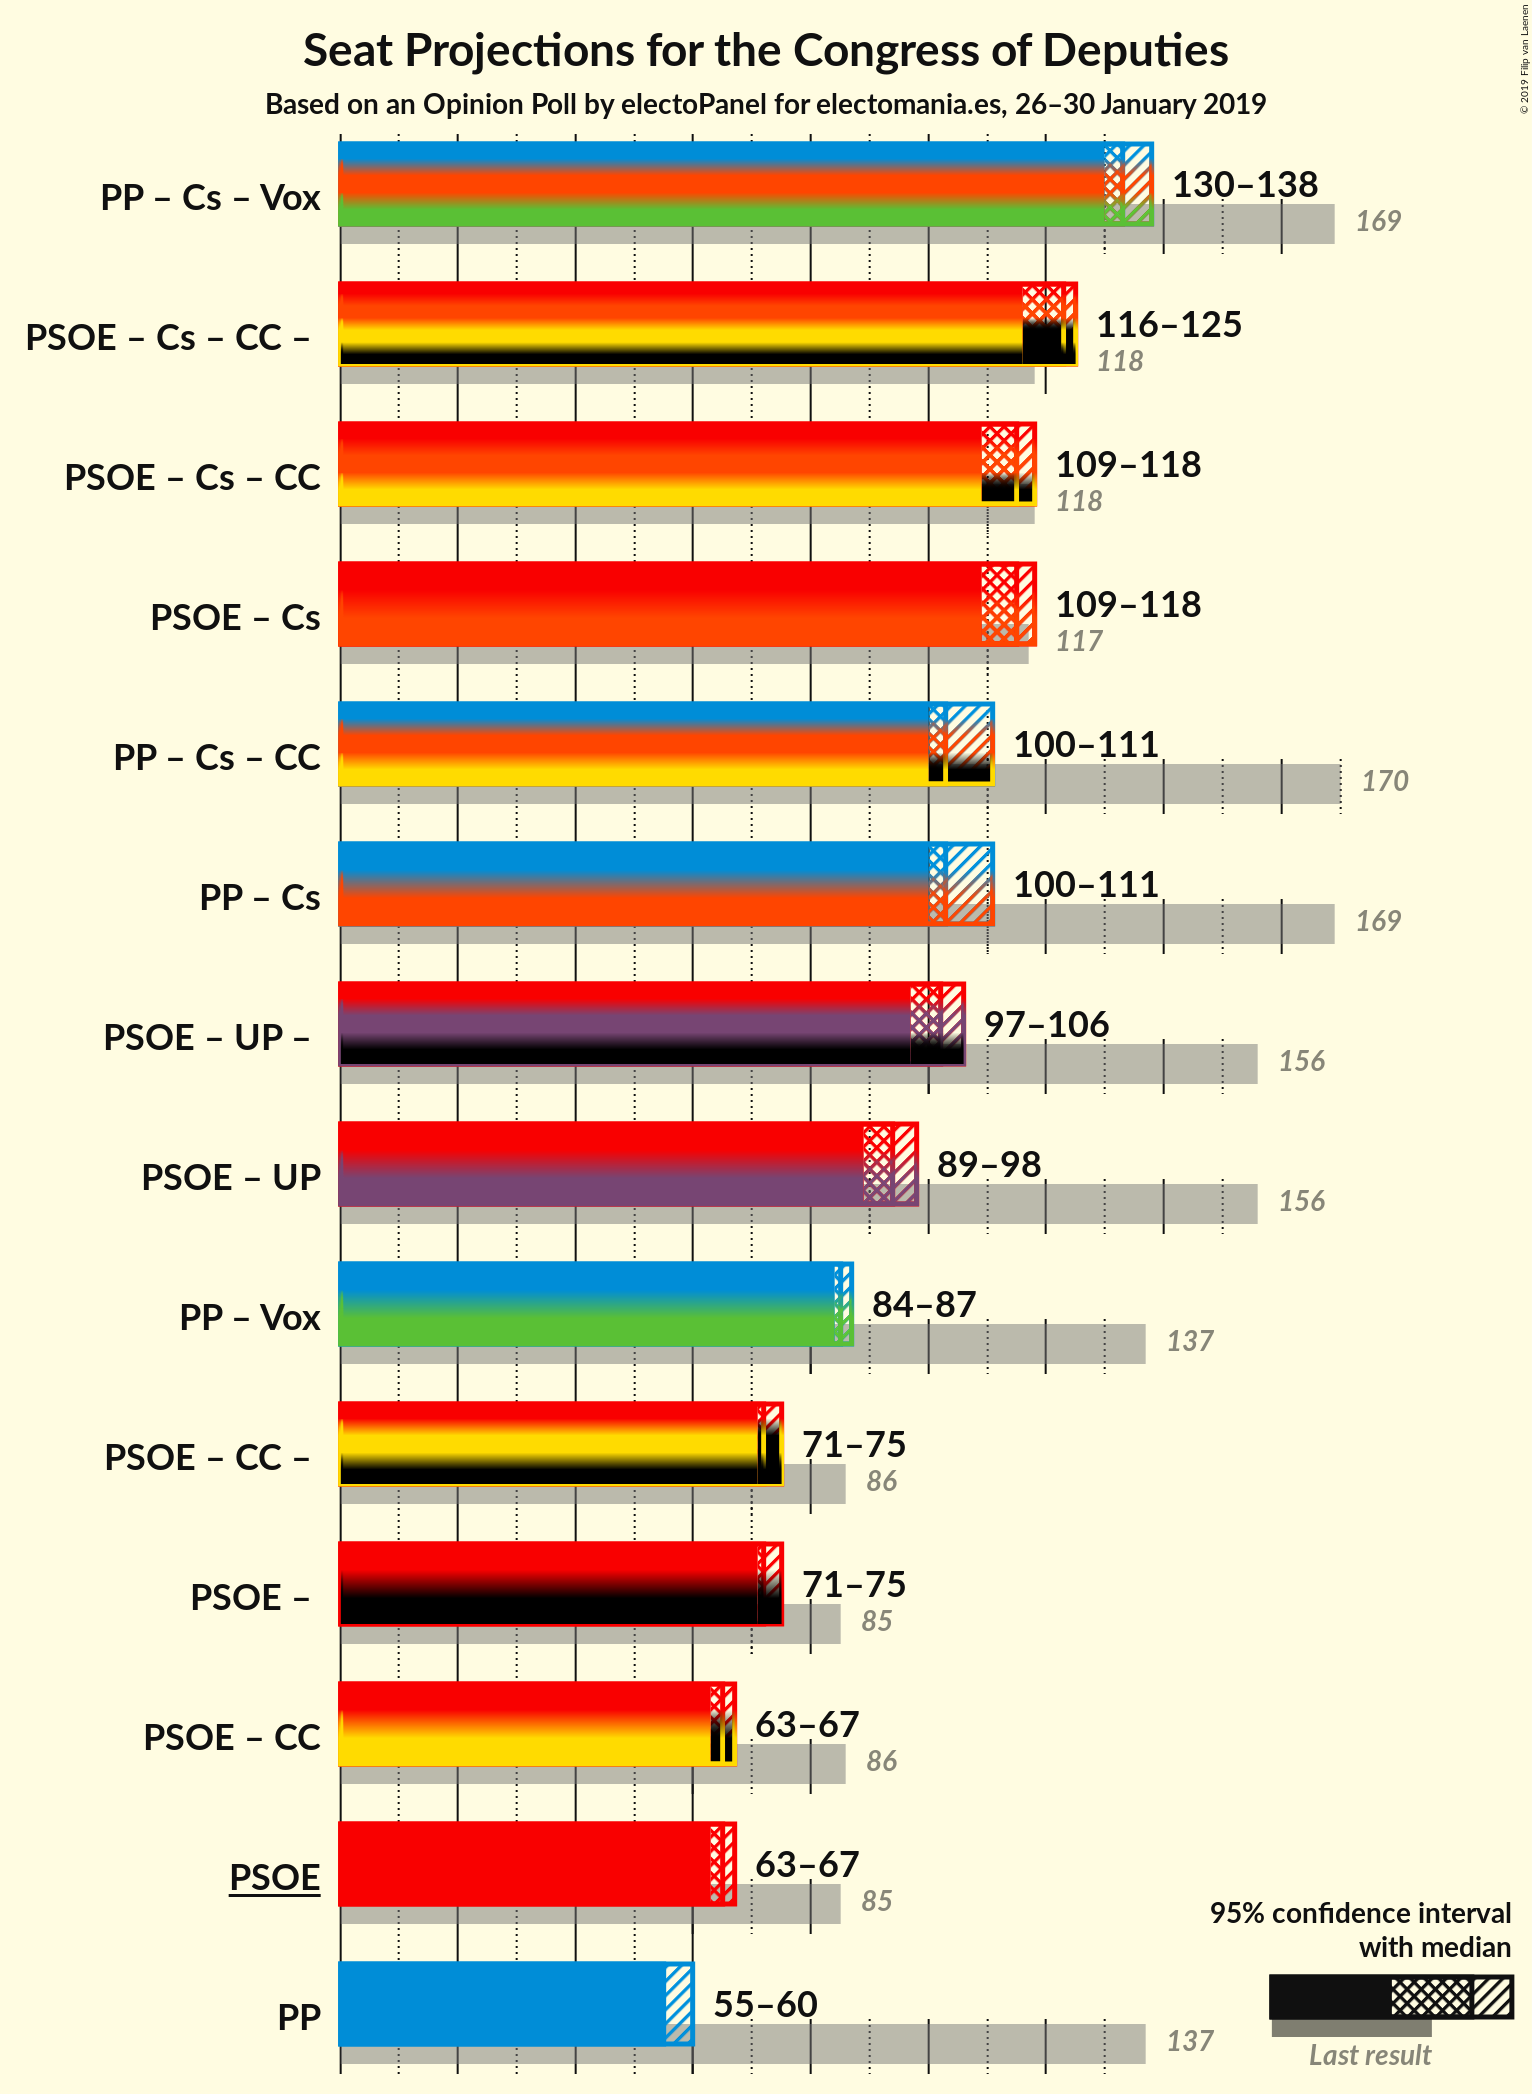 Seat Projections for the Congress of Deputies
Based on an Opinion Poll by electoPanel for electomania.es, 26–30 January 2019
© 2019 Filip van Laenen
PP – Cs – Vox
130–138
169
PSOE – Cs – CC –
116–125
118
PSOE – Cs – CC
109–118
118
PSOE – Cs
109–118
117
PP – Cs – CC
100–111
170
PP – Cs
100–111
169
PSOE – UP –
97–106
156
PSOE – UP
89–98
156
PP – Vox
84–87
137
PSOE – CC –
71–75
86
PSOE –
71–75
85
PSOE – CC
63–67
86
PSOE
63–67
85
PP
55–60
137
95% confidence interval
with median
Last result